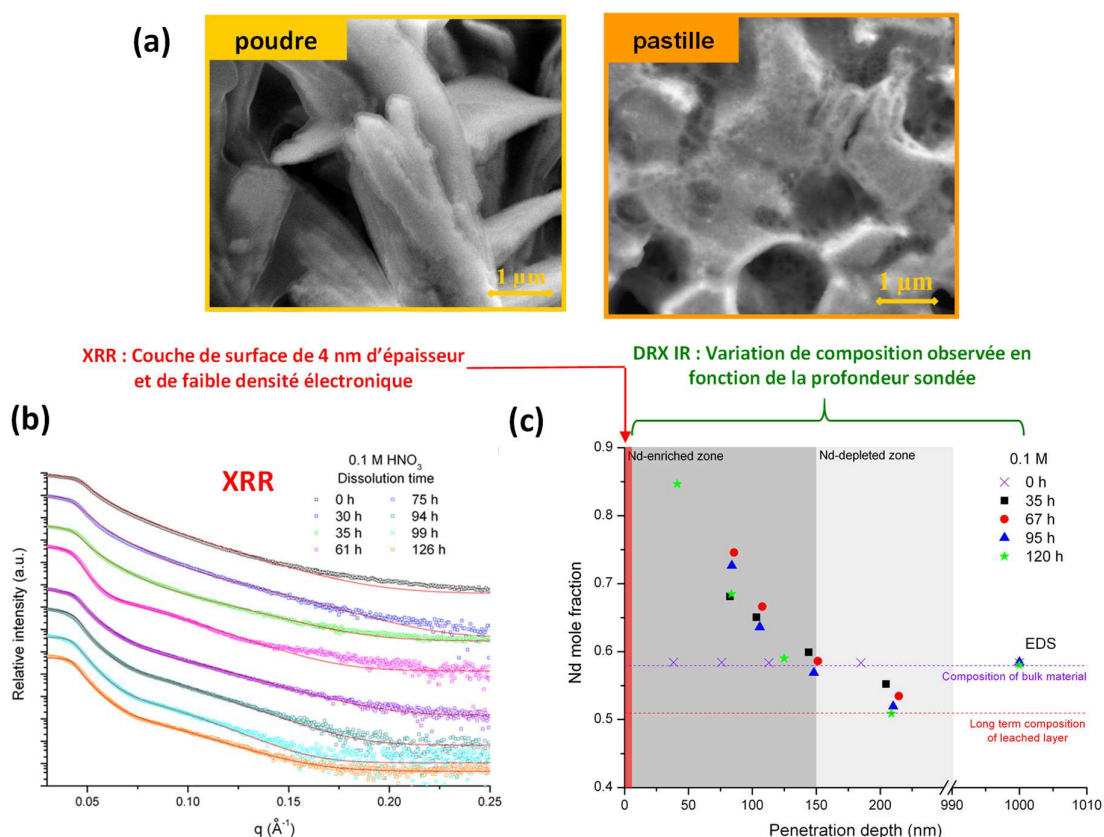 (a)
poudre
1 µm
pastille
1 µm
XRR : Couche de surface de 4 nm d’épaisseur
et de faible densité électronique
DRX IR : Variation de composition observée en
fonction de la profondeur sondée
(b)
XRR
0.1 M HNO3
Dissolution time
0 h 75 h
30 h 94 h
35 h 99 h
61 h 126 h
Relative intensity (a.u.)
0.05 0.10 0.15 0.20 0.25
q (Å-1)
(c)
Nd mole fraction
0.9
0.8
0.7
0.6
0.5
0.4
Nd-enriched zone
Nd-depleted zone
0.1 M
0 h
35 h
67 h
95 h
120 h
EDS
Composition of bulk material
Long term composition
of leached layer
0 50 100 150 200 990 1000 1010
Penetration depth (nm)